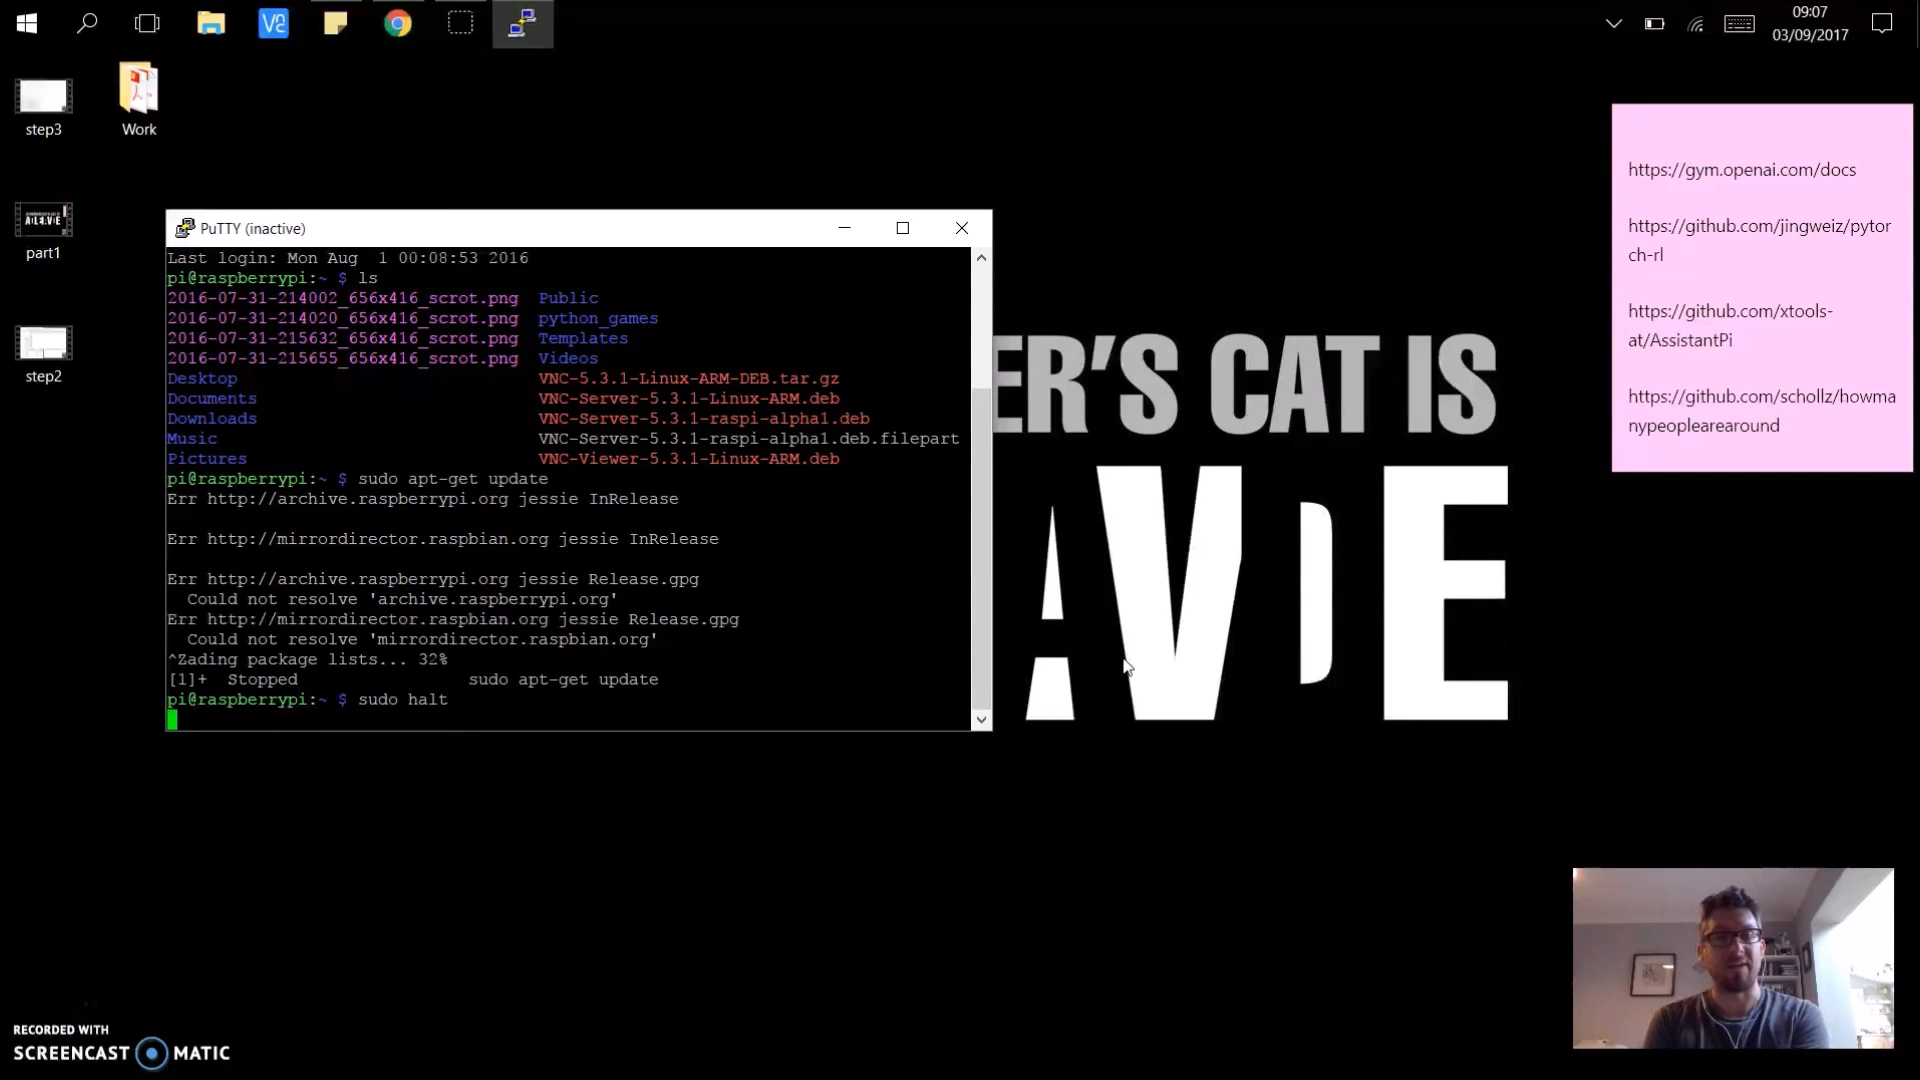 09:07
03/09/2017
step3
Work
part1
step2
PuTTY (inactive)
Last login: Mon Aug  1 00:08:53 2016
pi@raspberrypi:~ $ ls
2016-07-31-214002_656x416_scrot.png  Public
2016-07-31-214020_656x416_scrot.png  python_games
2016-07-31-215632_656x416_scrot.png  Templates
2016-07-31-215655_656x416_scrot.png  Videos
Desktop  VNC-5.3.1-Linux-ARM-DEB.tar.gz
Documents  VNC-Server-5.3.1-Linux-ARM.deb
Downloads  VNC-Server-5.3.1-raspi-alpha1.deb
Music  VNC-Server-5.3.1-raspi-alpha1.deb.filepart
Pictures  VNC-Viewer-5.3.1-Linux-ARM.deb
pi@raspberrypi:~ $ sudo apt-get update
Err http://archive.raspberrypi.org jessie InRelease
Err http://mirrordirector.raspbian.org jessie InRelease
Err http://archive.raspberrypi.org jessie Release.gpg
Could not resolve 'archive.raspberrypi.org'
Err http://mirrordirector.raspbian.org jessie Release.gpg
Could not resolve 'mirrordirector.raspbian.org'
^Zading package lists... 32%
[1]+  Stopped  sudo apt-get update
pi@raspberrypi:~ $ sudo halt
ER'S CAT IS
https://gym.openai.com/docs
https://github.com/jingweiz/pytor
ch-rl
https://github.com/xtools-
at/AssistantPi
https://github.com/schollz/howma
nypeoplearearound
RECORDED WITH
SCREENCAST MATIC